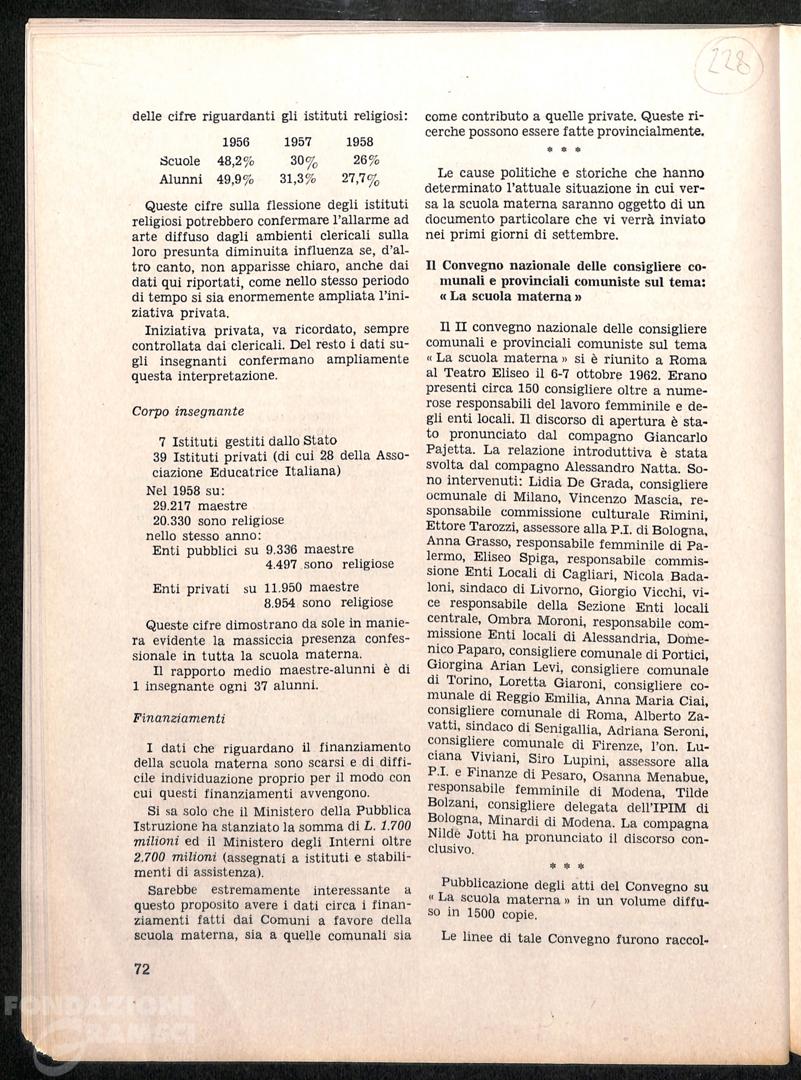 228
delle cifre riguardanti gli istituti religiosi:
1956 1957 1958
Scuole 48,2% 30% 26%
Alunni 49,9% 31,3% 27,7%
Queste cifre sulla flessione degli istituti
religiosi potrebbero confermare l'allarme ad
arte diffuso dagli ambienti clericali sulla
loro presunta diminuita influenza se, d'al-
tro canto, non apparisse chiaro, anche dai
dati qui riportati, come nello stesso periodo
di tempo si sia enormemente ampliata l'ini-
ziativa privata.
Iniziativa privata, va ricordato, sempre
controllata dai clericali. Del resto i dati su-
gli insegnanti confermano ampliamente
questa interpretazione.
Corpo insegnante
7 Istituti gestiti dallo Stato
39 Istituti privati (di cui 28 della Asso-
ciazione Educatrice Italiana)
Nel 1958 su:
29.217 maestre
20.330 sono religiose
nello stesso anno:
Enti pubblici su 9.336 maestre
4.497 sono religiose
Enti privati su 11.950 maestre
8.954 sono religiose
Queste cifre dimostrano da sole in manie-
ra evidente la massiccia presenza confes-
sionale in tutta la scuola materna.
Il rapporto medio maestre-alunni è di
1 insegnante ogni 37 alunni.
Finanziamenti
I dati che riguardano il finanziamento
della scuola materna sono scarsi e di diffi-
cile individuazione proprio per il modo con
cui questi finanziamenti avvengono.
Si sa solo che il Ministero della Pubblica
Istruzione ha stanziato la somma di L. 1.700
milioni ed il Ministero degli Interni oltre
2.700 milioni (assegnati a istituti e stabili-
menti di assistenza).
Sarebbe estremamente interessante a
questo proposito avere i dati circa i finan-
ziamenti fatti dai Comuni a favore della
scuola materna, sia a quelle comunali sia
72
come contributo a quelle private. Queste ri-
cerche possono essere fatte provincialmente.
* * *
Le cause politiche e storiche che hanno
determinato l'attuale situazione in cui ver-
sa la scuola materna saranno oggetto di un
documento particolare che vi verrà inviato
nei primi giorni di settembre.
Il Convegno nazionale delle consigliere co-
munali e provinciali comuniste sul tema:
« La scuola materna »
Il II convegno nazionale delle consigliere
comunali e provinciali comuniste sul tema
« La scuola materna » si è riunito a Roma
al Teatro Eliseo il 6-7 ottobre 1962. Erano
presenti circa 150 consigliere oltre a nume-
rose responsabili del lavoro femminile e de-
gli enti locali. Il discorso di apertura è sta-
to pronunciato dal compagno Giancarlo
Pajetta. La relazione introduttiva è stata
svolta dal compagno Alessandro Natta. So-
no intervenuti: Lidia De Grada, consigliere
ocmunale di Milano, Vincenzo Mascia, re-
sponsabile commissione culturale Rimini,
Ettore Tarozzi, assessore alla P.I. di Bologna,
Anna Grasso, responsabile femminile di Pa-
lermo, Eliseo Spiga, responsabile commis-
sione Enti Locali di Cagliari, Nicola Bada-
loni, sindaco di Livorno, Giorgio Vicchi, vi-
ce responsabile della Sezione Enti locali
centrale, Ombra Moroni, responsabile com-
missione Enti locali di Alessandria, Dome-
nico Paparo, consigliere comunale di Portici,
Giorgina Arian Levi, consigliere comunale
di Torino, Loretta Giaroni, consigliere co-
munale di Reggio Emilia, Anna Maria Ciai,
consigliere comunale di Roma, Alberto Za-
vatti, sindaco di Senigallia, Adriana Seroni,
consigliere comunale di Firenze, l'on. Lu-
ciana Viviani, Siro Lupini, assessore alla
P.I. e Finanze di Pesaro, Osanna Menabue,
responsabile femminile di Modena, Tilde
Bolzani, consigliere delegata dell'IPIM di
Bologna, Minardi di Modena. La compagna
Nilde Jotti ha pronunciato il discorso con-
clusivo.
* * *
Pubblicazione degli atti del Convegno su
« La scuola materna » in un volume diffu-
so in 1500 copie.
Le linee di tale Convegno furono raccol-
FONDAZIONE
GRAMSCI